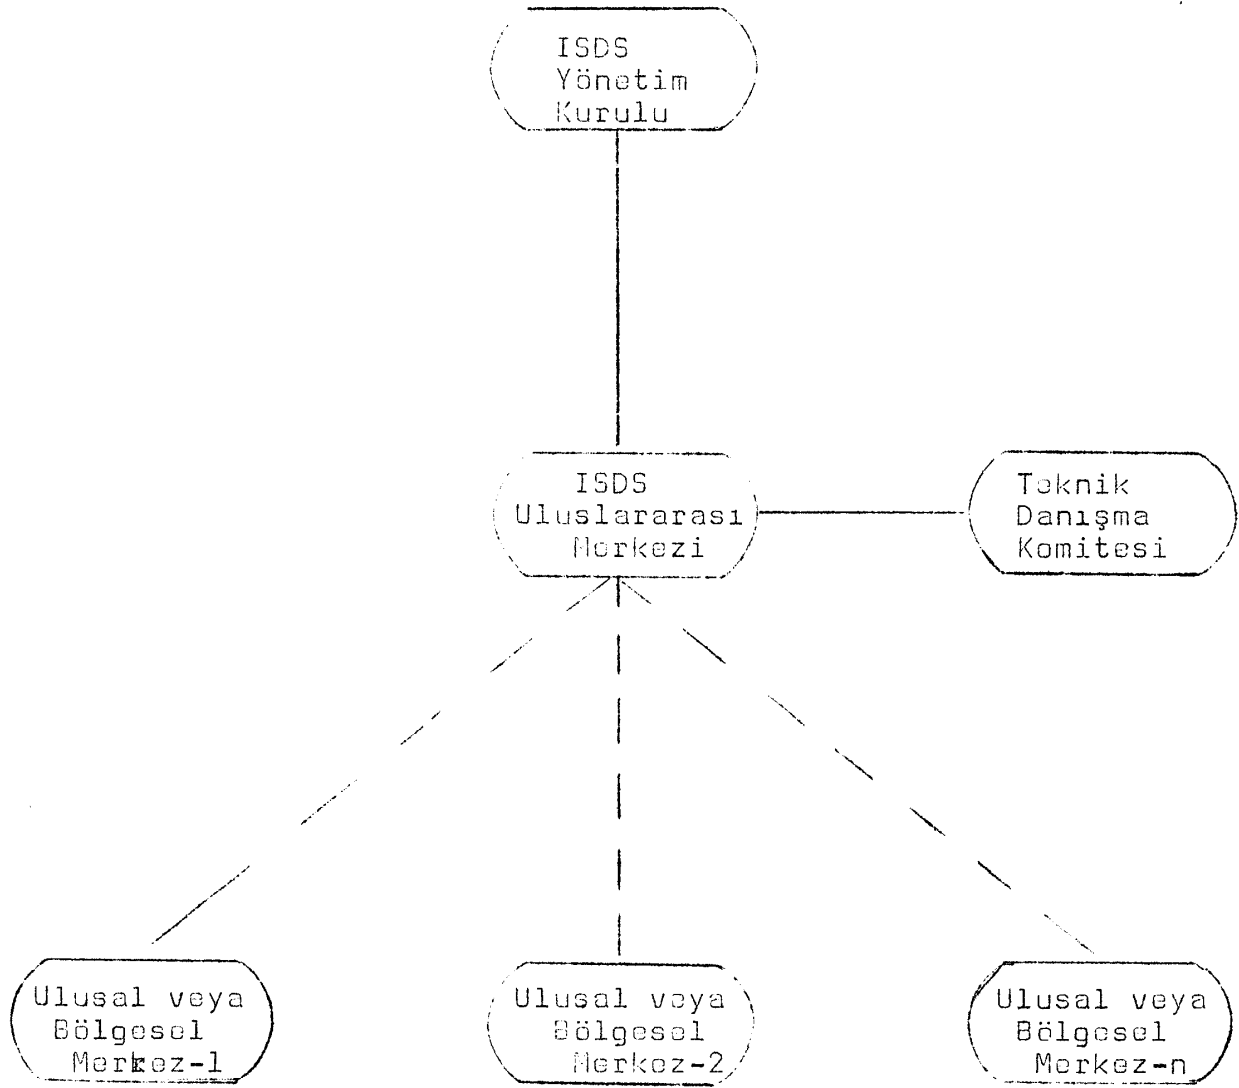 ISDS
Yönetim
Kurulu
ISDS
Uluslararası
Merkezi
Teknik
Danışma
Komitesi
Ulusal veya
Bölgesel
Merkez-1
Ulusal veya
Bölgesel
Merkez-2
Ulusal veya
Bölgesel
Merkez-n